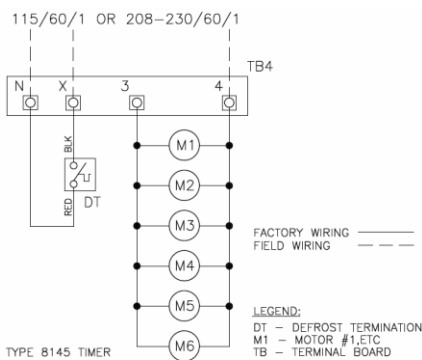 115/60/1 OR 208-230/60/1
TB4
N X 3 4
BLK
M1
M2
RED DT
M3
FACTORY WIRING
FIELD WIRING
M4
M5
LEGEND:
DT - DEFROST TERMINATION
M1 - MOTOR #1,ETC
TB - TERMINAL BOARD
M6
TYPE 8145 TIMER